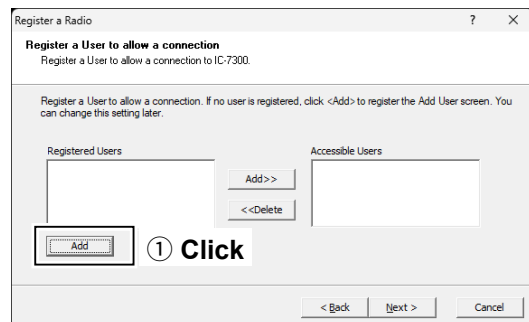 Register a Radio ? ×
Register a User to allow a connection
Register a User to allow a connection to IC-7300.
Register a User to allow a connection. If no user is registered, click <Add> to register the Add User screen. You
can change this setting later.
Registered Users
Accessible Users
Add>>
<<Delete
Add
① Click
< Back
Next >
Cancel